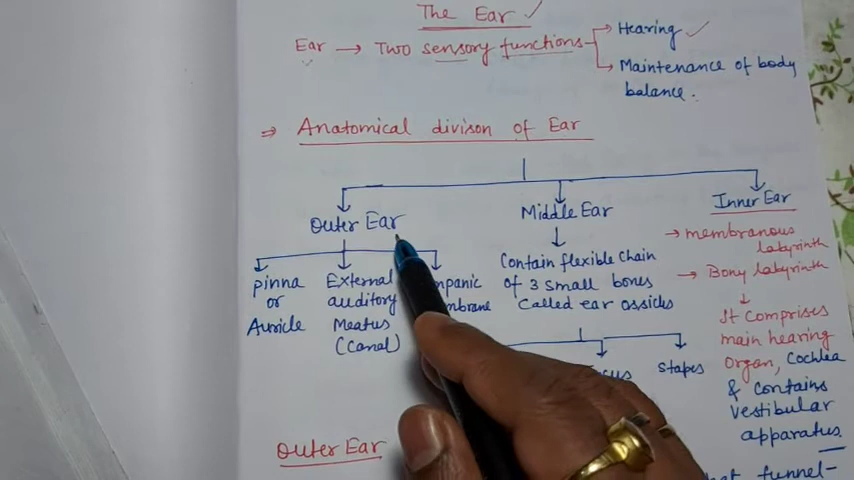 The Ear
Ear → Two sensory functions
Hearing
Maintenance of body
balance.
⇒ Anatomical divison of Ear
Outer Ear
pinna
or
Auricle
External
auditory
Meatus
(Canal)
Middle Ear
Contain flexible Chain
of 3 small bones
Called ear ossicles
Stapes
Inner Ear
→ membranous
labyrinth
→ Bony labyrinth
It Comprises
main hearing
Organ, Cochlea
& contains
Vestibular
apparatus
Outer Ear
funnel-